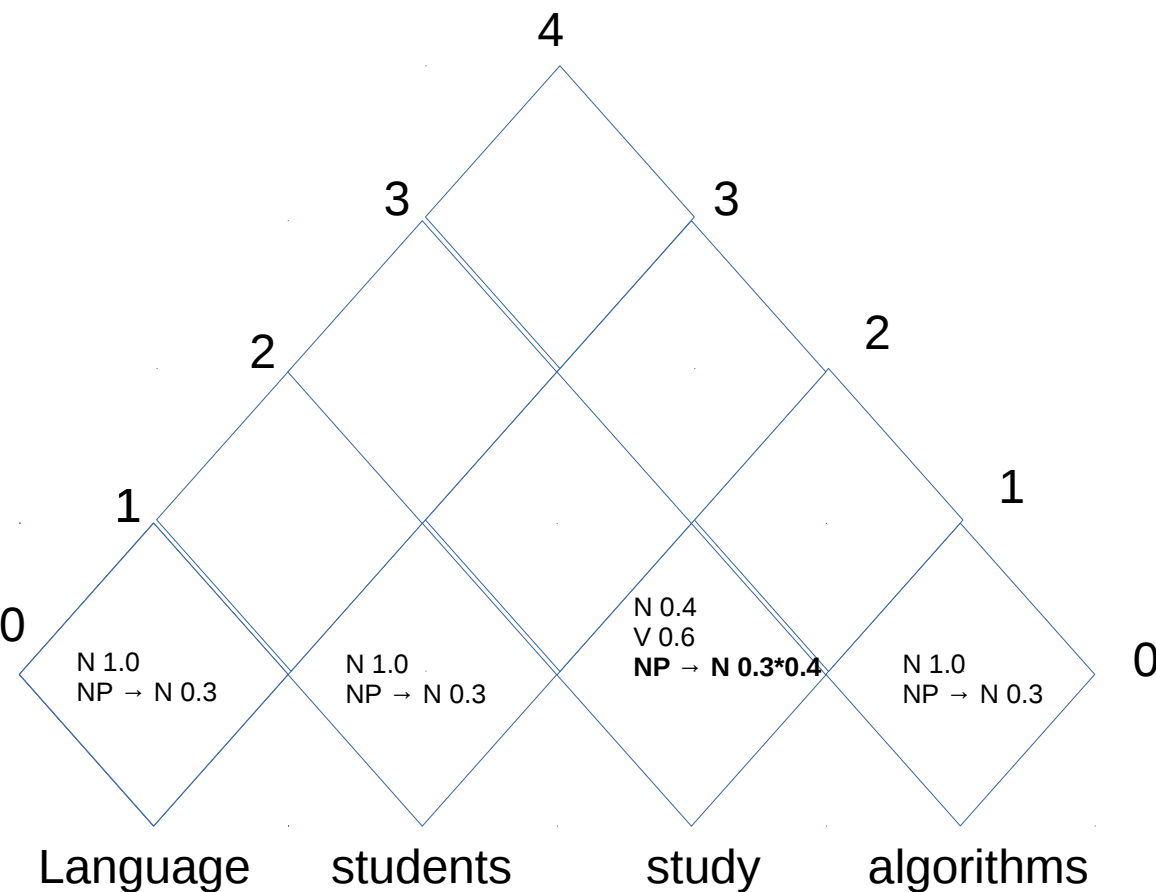 4
3 3
2
2
1
1
0
0
N 1.0
NP → N 0.3
N 1.0
NP → N 0.3
N 0.4
V 0.6
NP → N 0.3*0.4
N 1.0
NP → N 0.3
Language students study algorithms